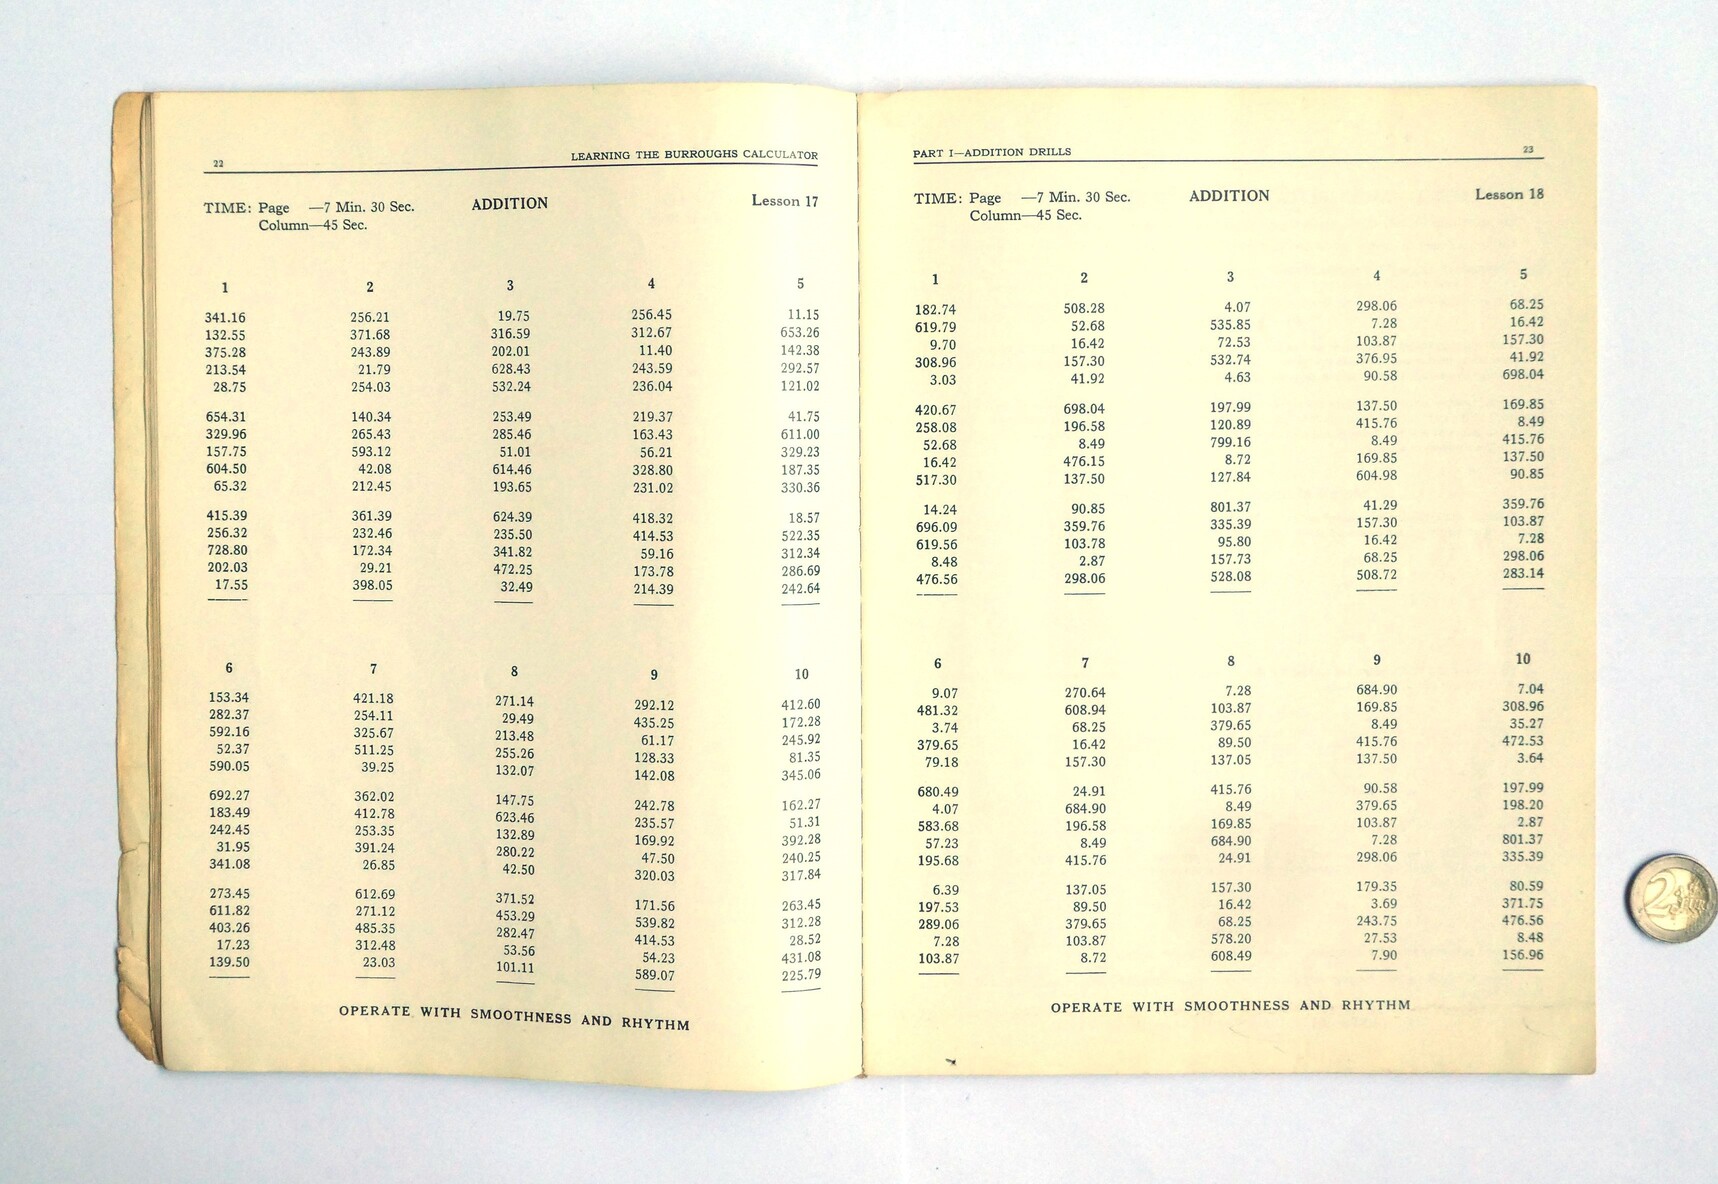 22 LEARNING THE BURROUGHS CALCULATOR
TIME: Page —7 Min. 30 Sec. ADDITION Lesson 17
Column—45 Sec.
1 2 3 4 5
341.16 256.21 19.75 256.45 11.15
132.55 371.68 316.59 312.67 653.26
375.28 243.89 202.01 11.40 142.38
213.54 21.79 628.43 243.59 292.57
28.75 254.03 532.24 236.04 121.02
654.31 140.34 253.49 219.37 41.75
329.96 265.43 285.46 163.43 611.00
157.75 593.12 51.01 56.21 329.23
604.50 42.08 614.46 328.80 187.35
65.32 212.45 193.65 231.02 330.36
415.39 361.39 624.39 418.32 18.57
256.32 232.46 235.50 414.53 522.35
728.80 172.34 341.82 59.16 312.34
202.03 29.21 472.25 173.78 286.69
17.55 398.05 32.49 214.39 242.64
6 7 8 9 10
153.34 421.18 271.14 292.12 412.60
282.37 254.11 29.49 435.25 172.28
592.16 325.67 213.48 61.17 245.92
52.37 511.25 255.26 128.33 81.35
590.05 39.25 132.07 142.08 345.06
692.27 362.02 147.75 242.78 162.27
183.49 412.78 623.46 235.57 51.31
242.45 253.35 132.89 169.92 392.28
31.95 391.24 280.22 47.50 240.25
341.08 26.85 42.50 320.03 317.84
273.45 612.69 371.52 171.56 263.45
611.82 271.12 453.29 539.82 312.28
403.26 485.35 282.47 414.53 28.52
17.23 312.48 53.56 54.23 431.08
139.50 23.03 101.11 589.07 225.79
OPERATE WITH SMOOTHNESS AND RHYTHM
PART I—ADDITION DRILLS 23
TIME: Page —7 Min. 30 Sec. ADDITION Lesson 18
Column—45 Sec.
1 2 3 4 5
182.74 508.28 4.07 298.06 68.25
619.79 52.68 535.85 7.28 16.42
9.70 16.42 72.53 103.87 157.30
308.96 157.30 532.74 376.95 41.92
3.03 41.92 4.63 90.58 698.04
420.67 698.04 197.99 137.50 169.85
258.08 196.58 120.89 415.76 8.49
52.68 8.49 799.16 8.49 415.76
16.42 476.15 8.72 169.85 137.50
517.30 137.50 127.84 604.98 90.85
14.24 90.85 801.37 41.29 359.76
696.09 359.76 335.39 157.30 103.87
619.56 103.78 95.80 16.42 7.28
8.48 2.87 157.73 68.25 298.06
476.56 298.06 528.08 508.72 283.14
6 7 8 9 10
9.07 270.64 7.28 684.90 7.04
481.32 608.94 103.87 169.85 308.96
3.74 68.25 379.65 8.49 35.27
379.65 16.42 89.50 415.76 472.53
79.18 157.30 137.05 137.50 3.64
680.49 24.91 415.76 90.58 197.99
4.07 684.90 8.49 379.65 198.20
583.68 196.58 169.85 103.87 2.87
57.23 8.49 684.90 7.28 801.37
195.68 415.76 24.91 298.06 335.39
6.39 137.05 157.30 179.35 80.59
197.53 89.50 16.42 3.69 371.75
289.06 379.65 68.25 243.75 476.56
7.28 103.87 578.20 27.53 8.48
103.87 8.72 608.49 7.90 156.96
OPERATE WITH SMOOTHNESS AND RHYTHM
2